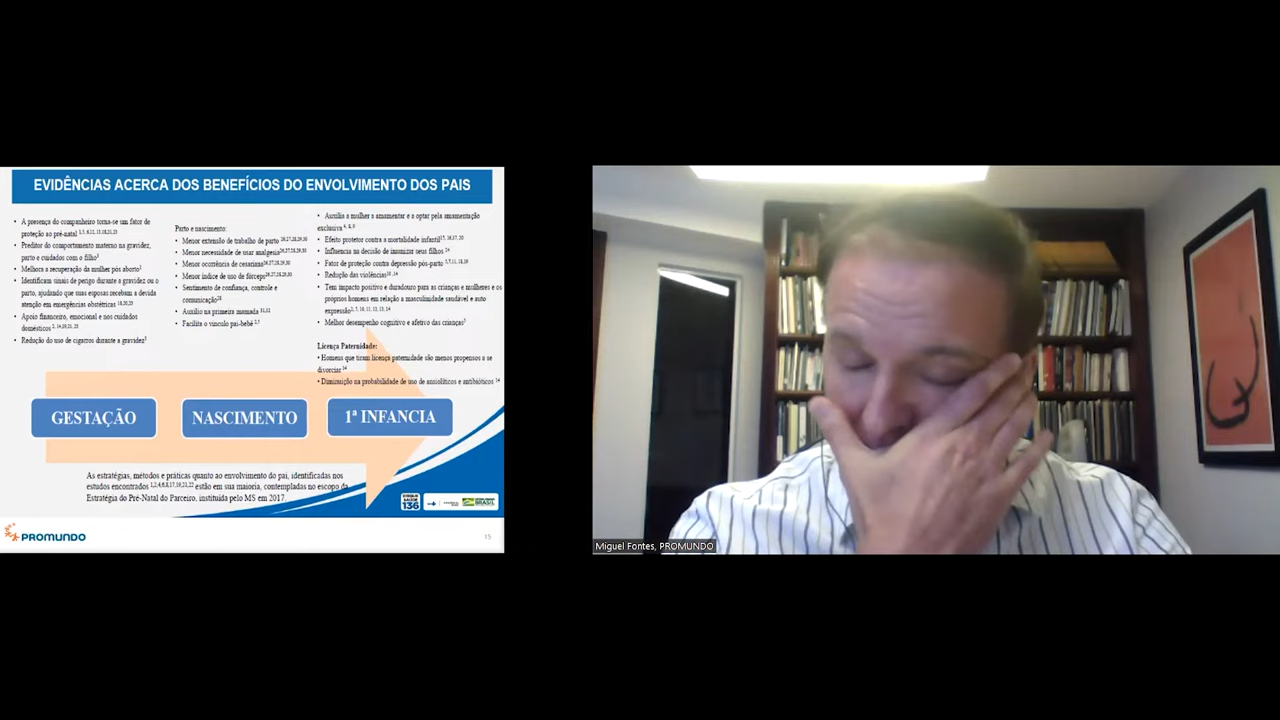 EVIDÊNCIAS ACERCA DOS BENEFÍCIOS DO ENVOLVIMENTO DOS PAIS
• A presença do companheiro torna-se um fator de
proteção ao pré-natal
• Preditor do comportamento materno na gravidez,
parto e cuidados com o filho
• Melhora a recuperação da mulher pós aborto
• Identificam sinais de perigo durante a gravidez ou o
parto, ajudando que suas esposas recebam a devida
atenção em emergências obstétricas
• Apoio financeiro, emocional e nos cuidados
domésticos
• Redução do uso de cigarros durante a gravidez
Parto e nascimento:
• Menor extensão de trabalho de parto
• Menor necessidade de usar analgesia
• Menor ocorrência de cesariana
• Menor índice de uso de fórceps
• Sentimento de confiança, controle e
comunicação
• Auxilio na primeira mamada
• Facilita o vinculo pai-bebê
• Auxilia a mulher a amamentar e a optar pela amamentação
exclusiva
• Efeito protetor contra a mortalidade infantil
• Influencia na decisão de imunizar seus filhos
• Fator de proteção contra depressão pós-parto
• Redução das violências
• Tem impacto positivo e duradouro para as crianças e mulheres e os
próprios homens em relação a masculinidade saudável e auto
expressão
• Melhor desempenho cognitivo e afetivo das crianças
Licença Paternidade:
• Homens que tiram licença paternidade são menos propensos a se
divorciar
• Diminuição na probabilidade de uso de ansiolíticos e antibióticos
GESTAÇÃO
NASCIMENTO
1ª INFANCIA
As estratégias, métodos e práticas quanto ao envolvimento do pai, identificadas nos
estudos encontrados estão em sua maioria, contempladas no escopo da
Estratégia do Pré-Natal do Parceiro, instituída pelo MS em 2017.
DISQUE
SAÚDE
136
BRASIL
PROMUNDO
15
Miguel Fontes, PROMUNDO